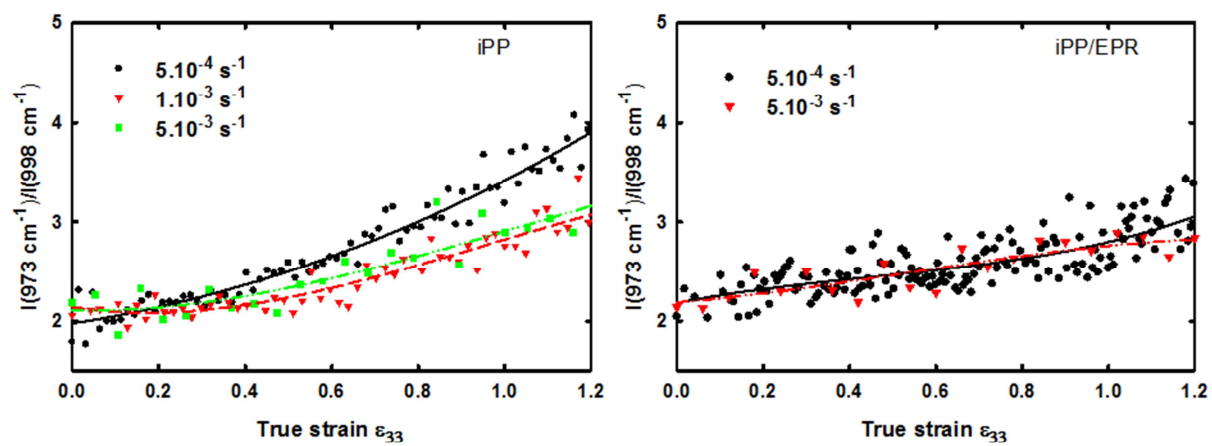 5
4
3
2
I(973 cm⁻¹)/I(998 cm⁻¹)
iPP
5.10⁻⁴ s⁻¹
1.10⁻³ s⁻¹
5.10⁻³ s⁻¹
0.0 0.2 0.4 0.6 0.8 1.0 1.2
True strain ε₃₃
5
4
3
2
I(973 cm⁻¹)/I(998 cm⁻¹)
iPP/EPR
5.10⁻⁴ s⁻¹
5.10⁻³ s⁻¹
0.0 0.2 0.4 0.6 0.8 1.0 1.2
True strain ε₃₃